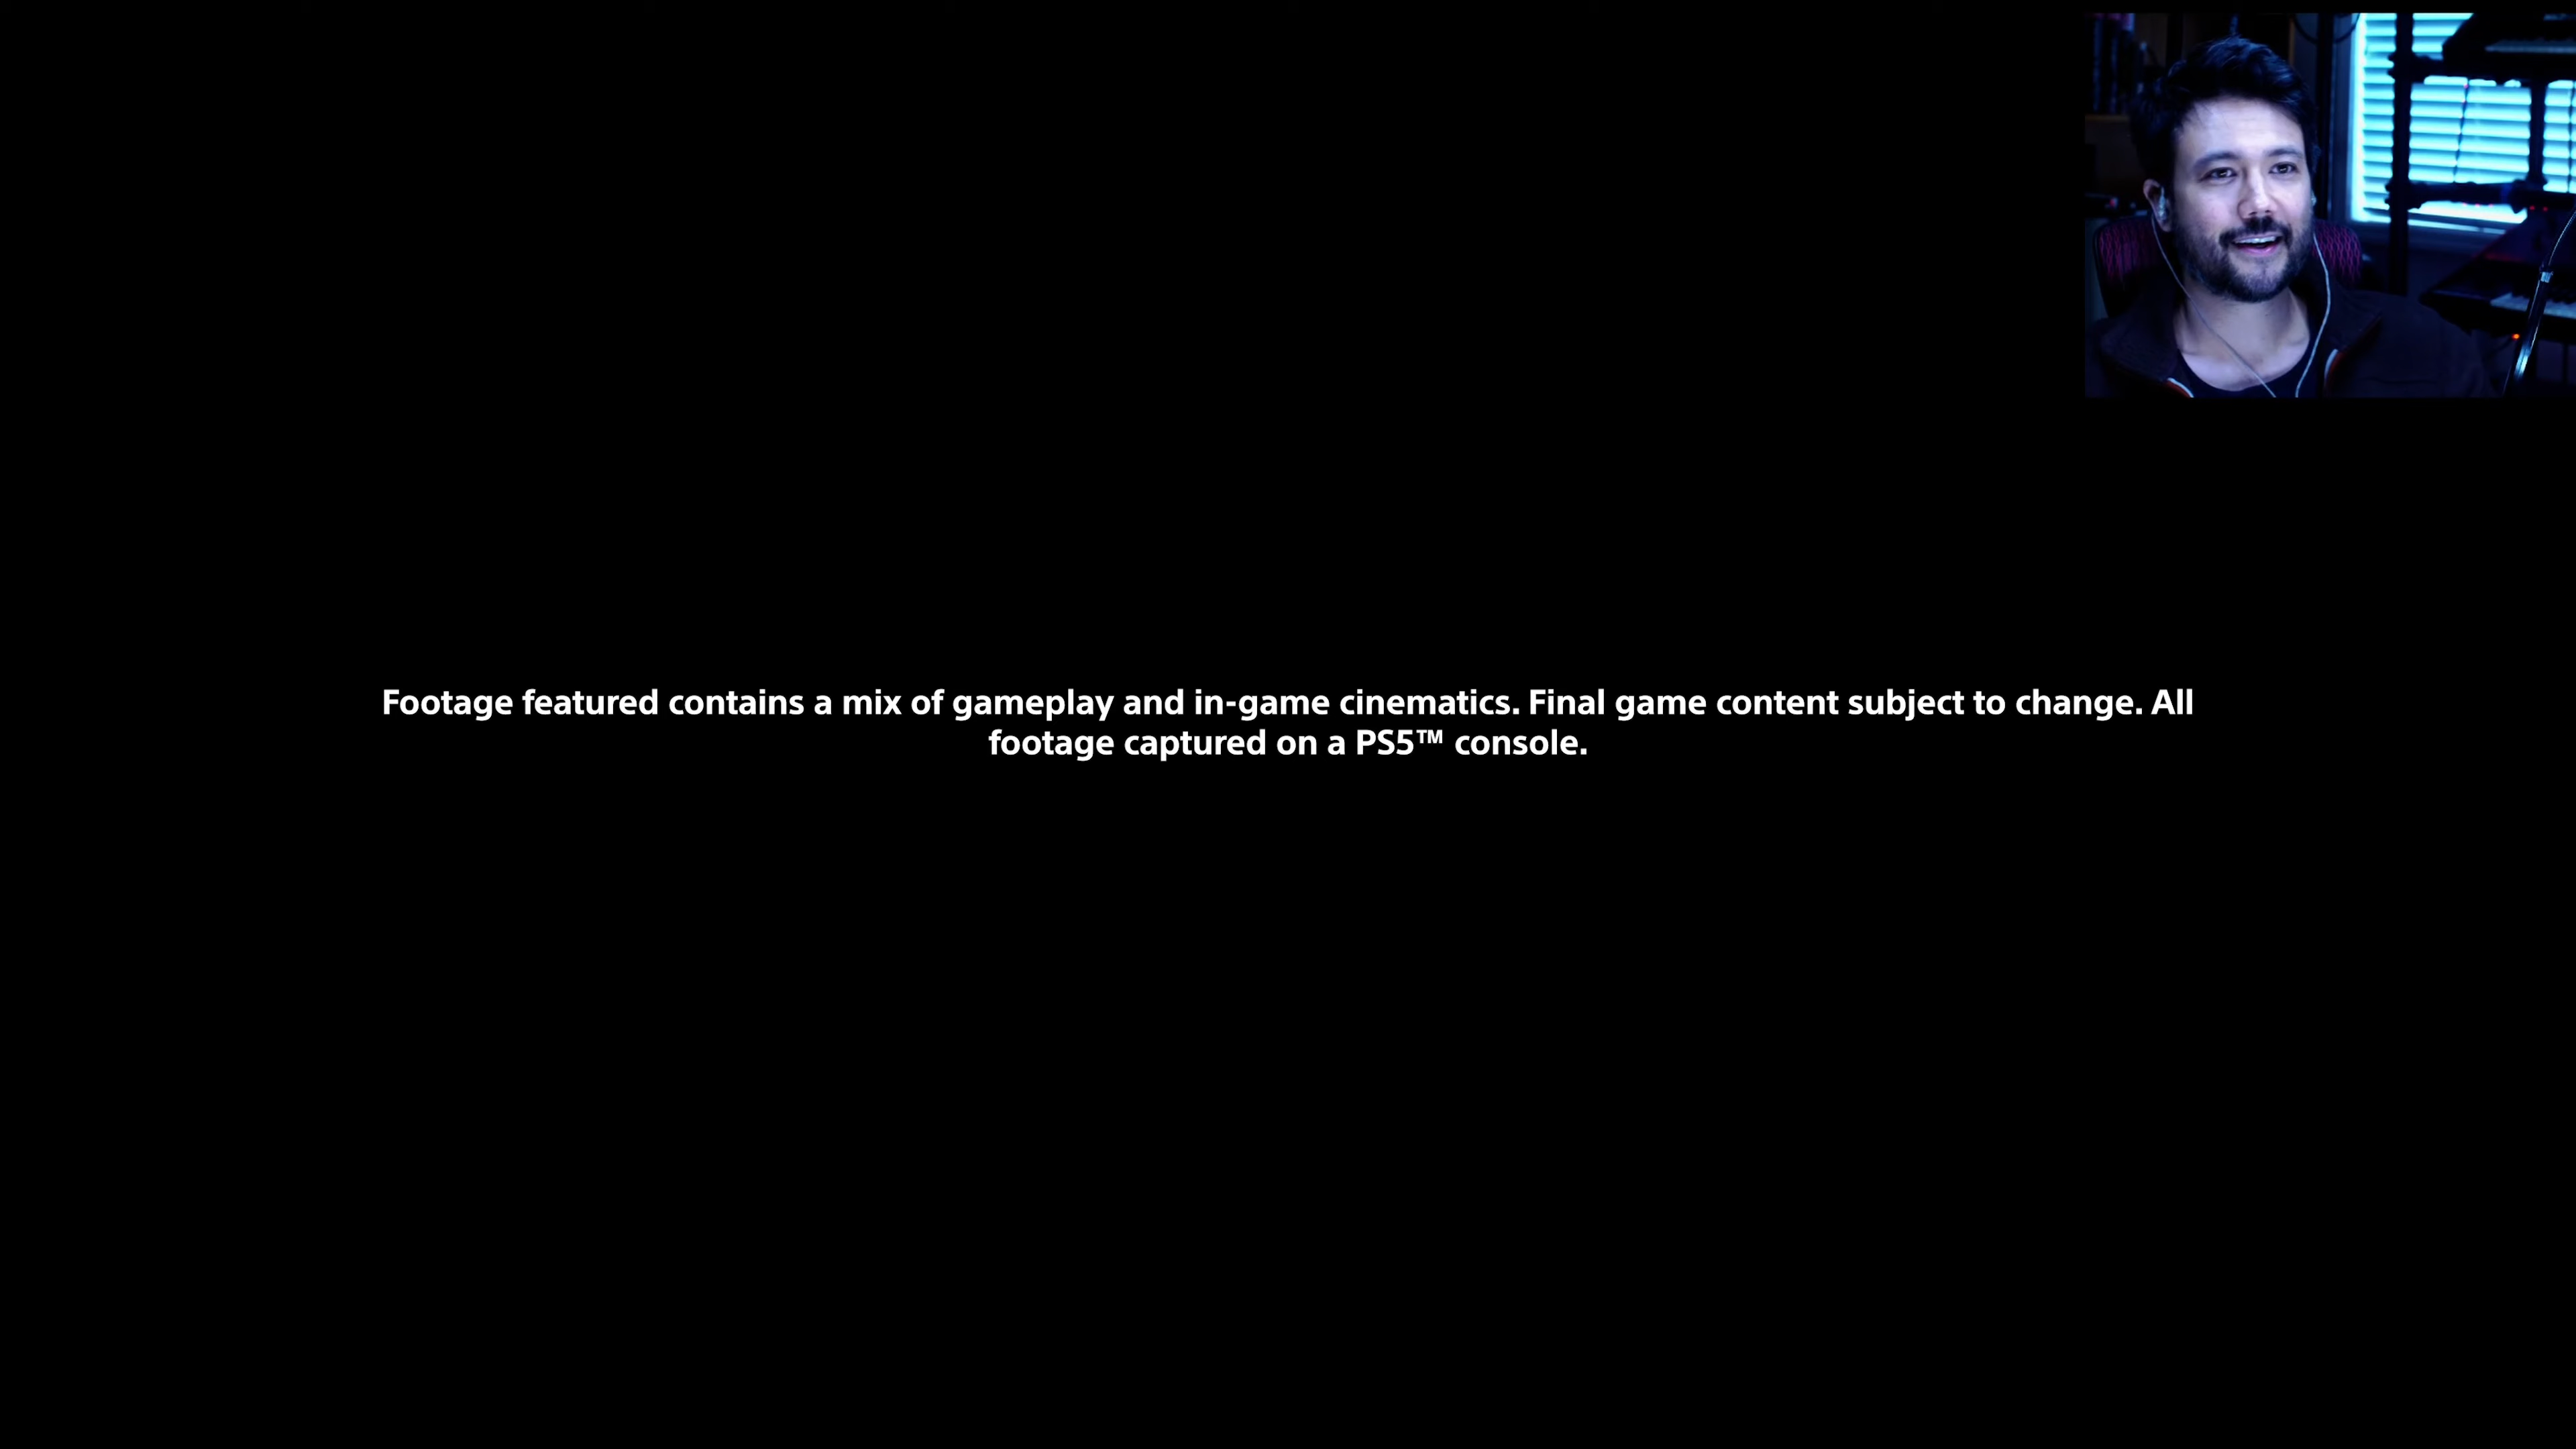 Footage featured contains a mix of gameplay and in-game cinematics. Final game content subject to change. All
footage captured on a PS5™ console.